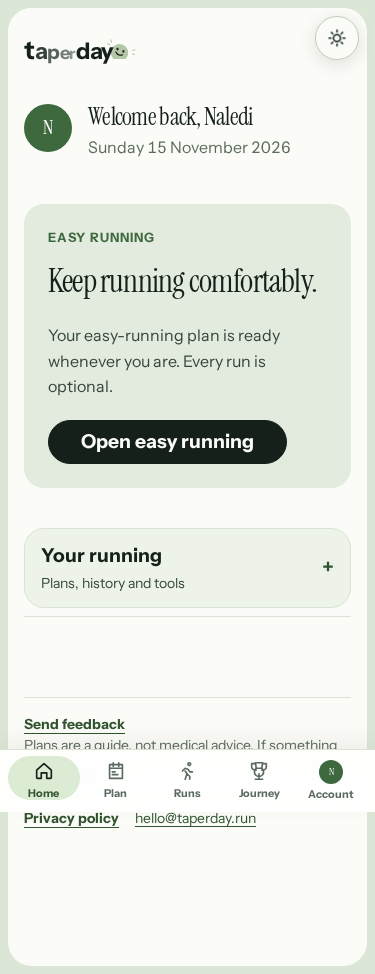 taperday
N
Welcome back, Naledi
Sunday 15 November 2026
EASY RUNNING
Keep running comfortably.
Your easy-running plan is ready
whenever you are. Every run is
optional.
Open easy running
Your running
+
Plans, history and tools
Send feedback
Plans are a guide, not medical advice. If something
Home
Plan
Runs
Journey
N
Account
Privacy policy
hello@taperday.run